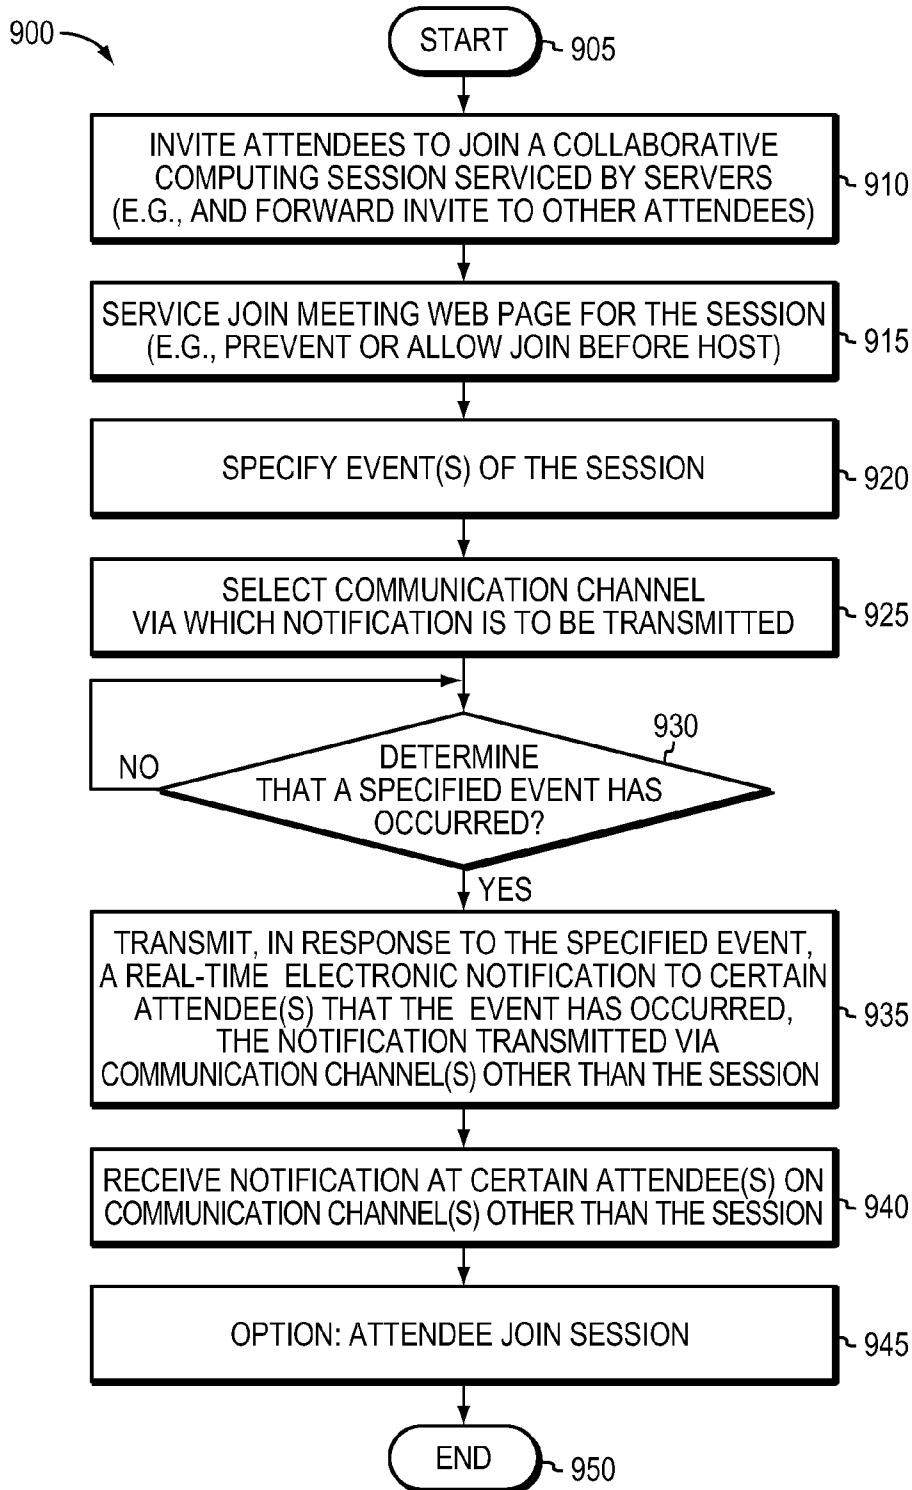 900
START
905
INVITE ATTENDEES TO JOIN A COLLABORATIVE
COMPUTING SESSION SERVICED BY SERVERS
(E.G., AND FORWARD INVITE TO OTHER ATTENDEES)
910
SERVICE JOIN MEETING WEB PAGE FOR THE SESSION
(E.G., PREVENT OR ALLOW JOIN BEFORE HOST)
915
SPECIFY EVENT(S) OF THE SESSION
920
SELECT COMMUNICATION CHANNEL
VIA WHICH NOTIFICATION IS TO BE TRANSMITTED
925
930
DETERMINE
THAT A SPECIFIED EVENT HAS
OCCURRED?
NO
YES
TRANSMIT, IN RESPONSE TO THE SPECIFIED EVENT,
A REAL-TIME ELECTRONIC NOTIFICATION TO CERTAIN
ATTENDEE(S) THAT THE EVENT HAS OCCURRED,
THE NOTIFICATION TRANSMITTED VIA
COMMUNICATION CHANNEL(S) OTHER THAN THE SESSION
935
RECEIVE NOTIFICATION AT CERTAIN ATTENDEE(S) ON
COMMUNICATION CHANNEL(S) OTHER THAN THE SESSION
940
OPTION: ATTENDEE JOIN SESSION
945
END
950